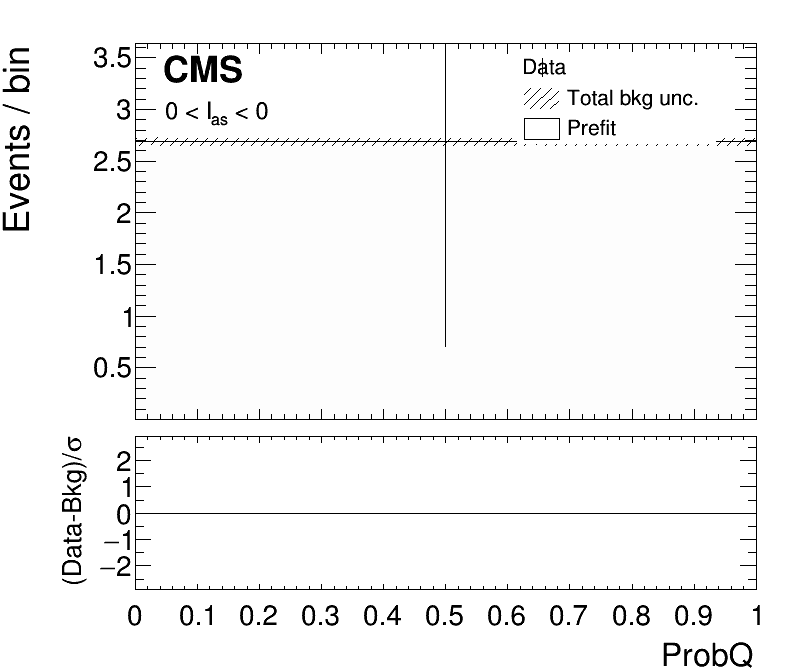 Events / bin
CMS
0 < I_as < 0
Data
Total bkg unc.
Prefit
3.5
3
2.5
2
1.5
1
0.5
(Data-Bkg)/σ
2
1
0
−1
−2
0 0.1 0.2 0.3 0.4 0.5 0.6 0.7 0.8 0.9 1
ProbQ